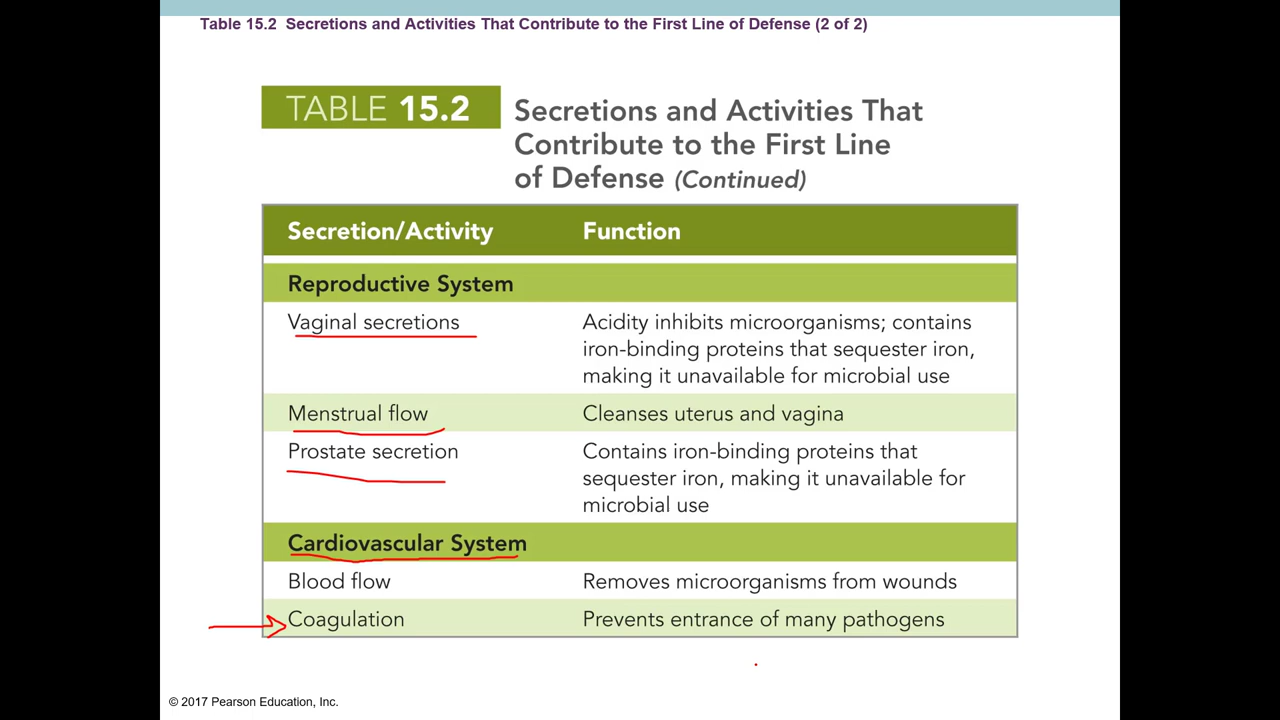 Table 15.2 Secretions and Activities That Contribute to the First Line of Defense (2 of 2)
TABLE 15.2
Secretions and Activities That
Contribute to the First Line
of Defense (Continued)
Secretion/Activity Function
Reproductive System
Vaginal secretions Acidity inhibits microorganisms; contains
iron-binding proteins that sequester iron,
making it unavailable for microbial use
Menstrual flow Cleanses uterus and vagina
Prostate secretion Contains iron-binding proteins that
sequester iron, making it unavailable for
microbial use
Cardiovascular System
Blood flow Removes microorganisms from wounds
Coagulation Prevents entrance of many pathogens
© 2017 Pearson Education, Inc.